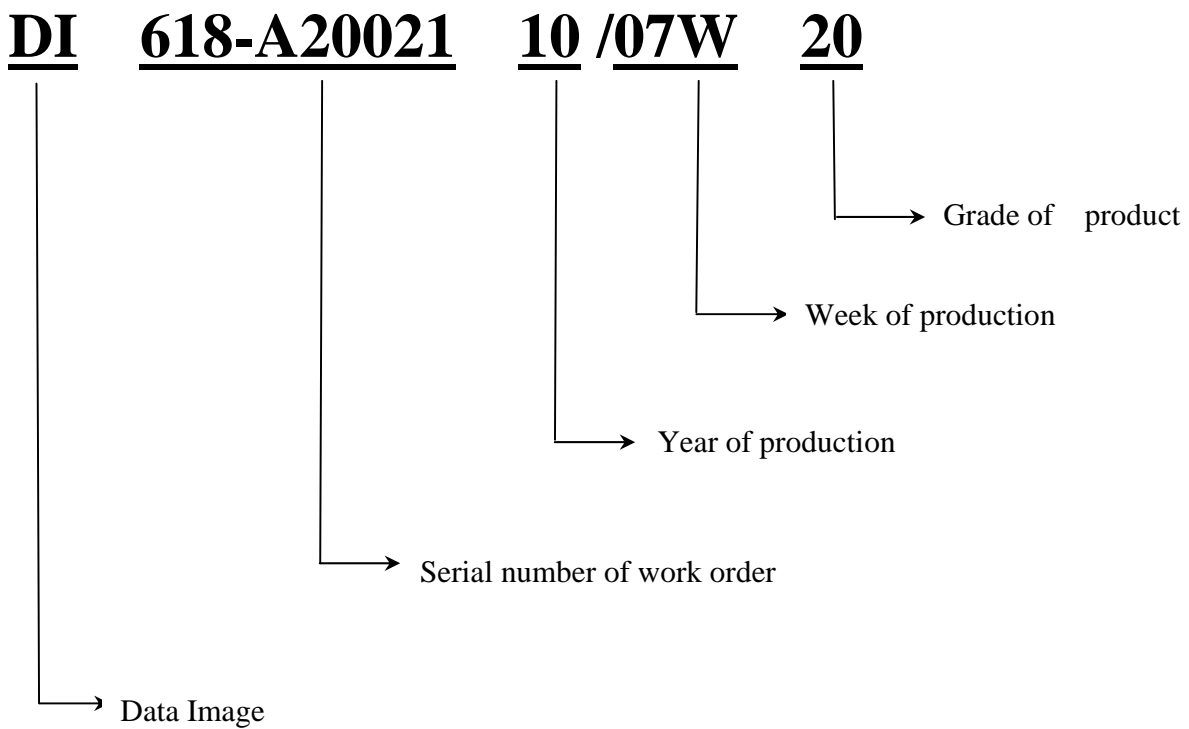 DI 618-A20021 10 /07W 20
Grade of product
Week of production
Year of production
Serial number of work order
Data Image